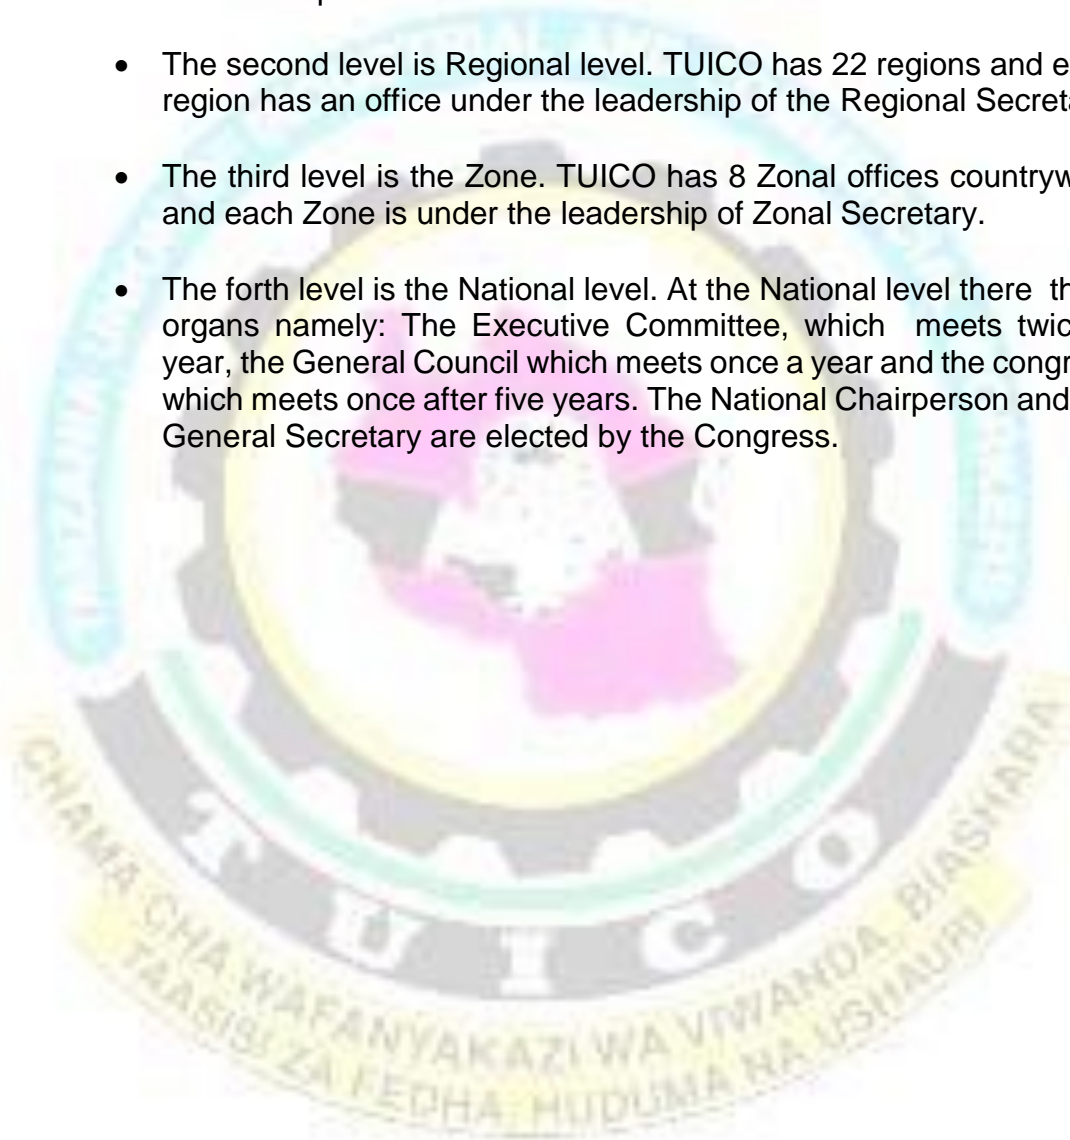 • The second level is Regional level. TUICO has 22 regions and e
region has an office under the leadership of the Regional Secreta
• The third level is the Zone. TUICO has 8 Zonal offices countryw
and each Zone is under the leadership of Zonal Secretary.
• The forth level is the National level. At the National level there th
organs namely: The Executive Committee, which meets twic
year, the General Council which meets once a year and the congr
which meets once after five years. The National Chairperson and
General Secretary are elected by the Congress.
TUICO
CHAMA CHA WAFANYAKAZI WA VIWANDA, BIASHARA
TAASISI ZA FEDHA, HUDUMA NA USHAURI